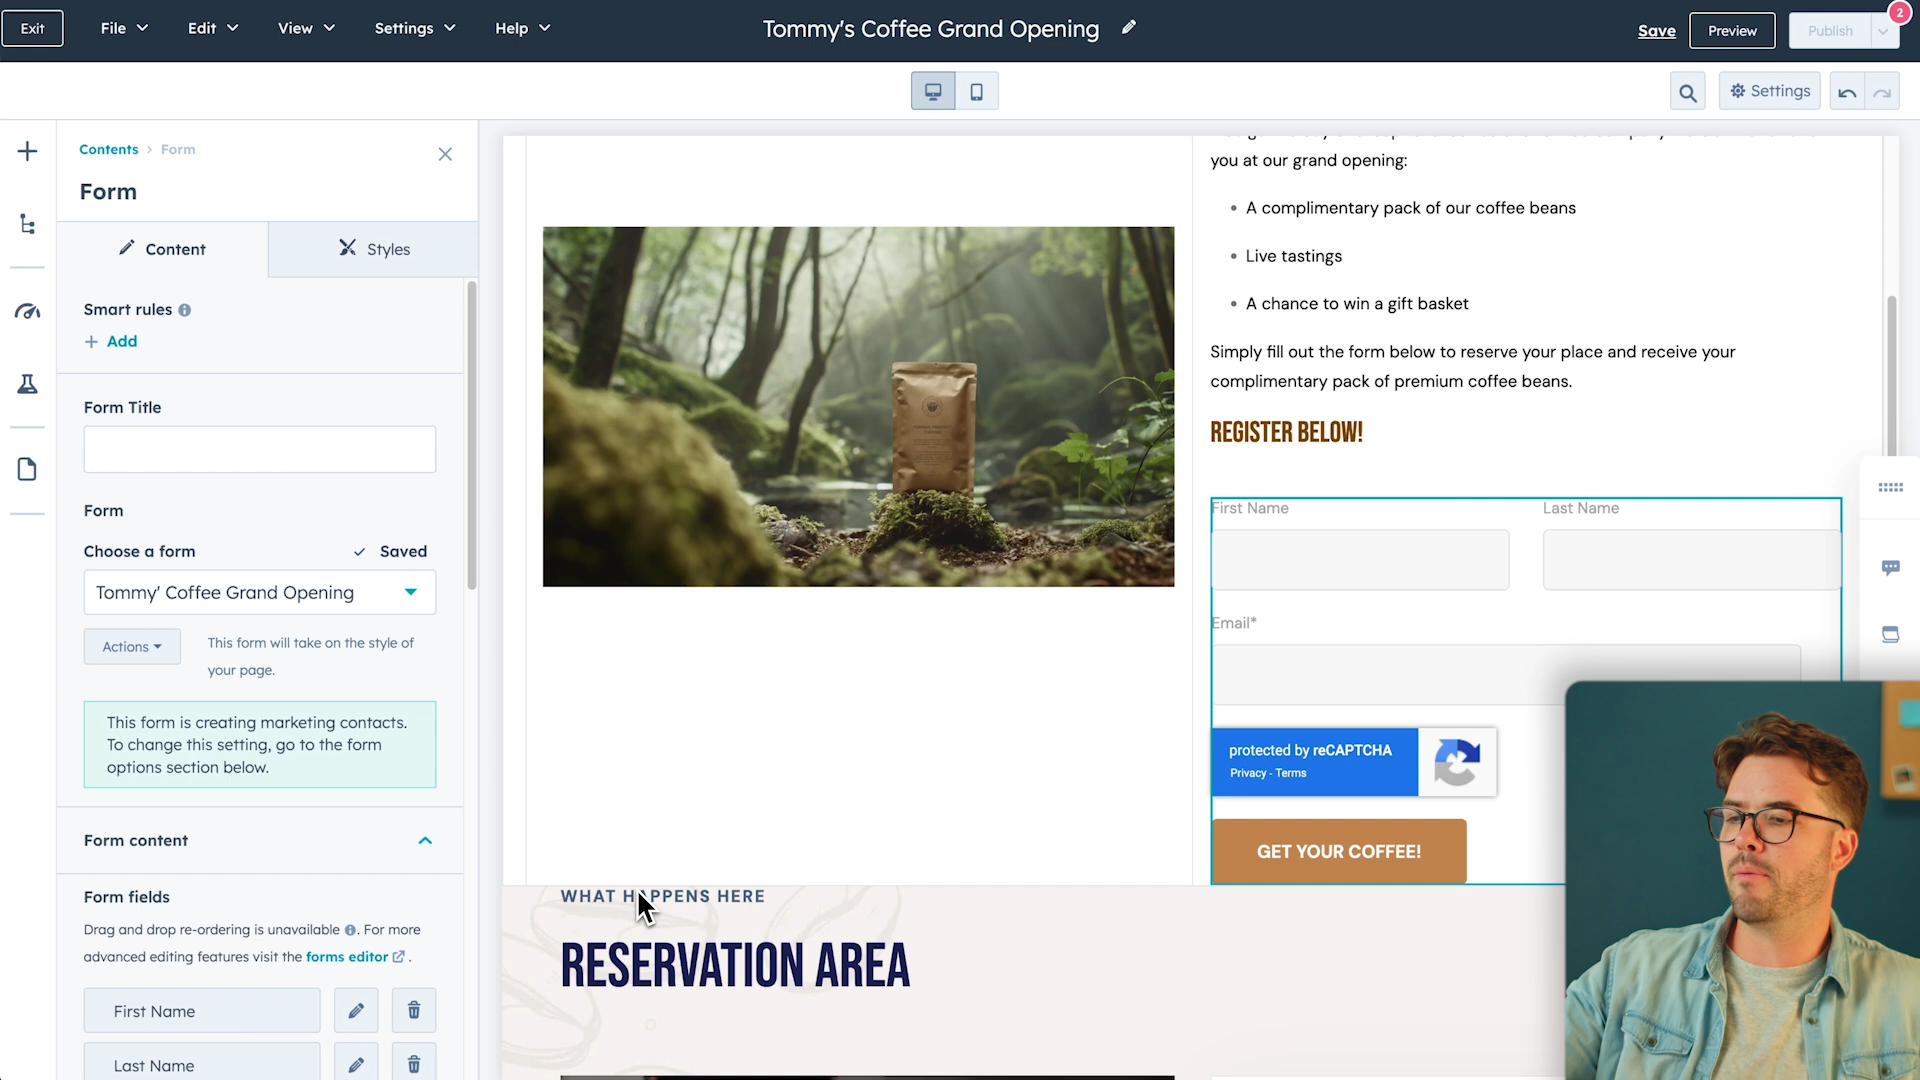 Exit
File
Edit
View
Settings
Help
Tommy's Coffee Grand Opening
Save
Preview
Publish
2
Settings
Contents
Form
Form
Content
Styles
Smart rules
Add
Form Title
Form
Choose a form
Saved
Tommy' Coffee Grand Opening
Actions
This form will take on the style of
your page.
This form is creating marketing contacts.
To change this setting, go to the form
options section below.
Form content
Form fields
Drag and drop re-ordering is unavailable . For more
advanced editing features visit the forms editor .
First Name
Last Name
you at our grand opening:
A complimentary pack of our coffee beans
Live tastings
A chance to win a gift basket
Simply fill out the form below to reserve your place and receive your
complimentary pack of premium coffee beans.
REGISTER BELOW!
First Name
Last Name
Email*
protected by reCAPTCHA
Privacy - Terms
GET YOUR COFFEE!
WHAT HAPPENS HERE
RESERVATION AREA